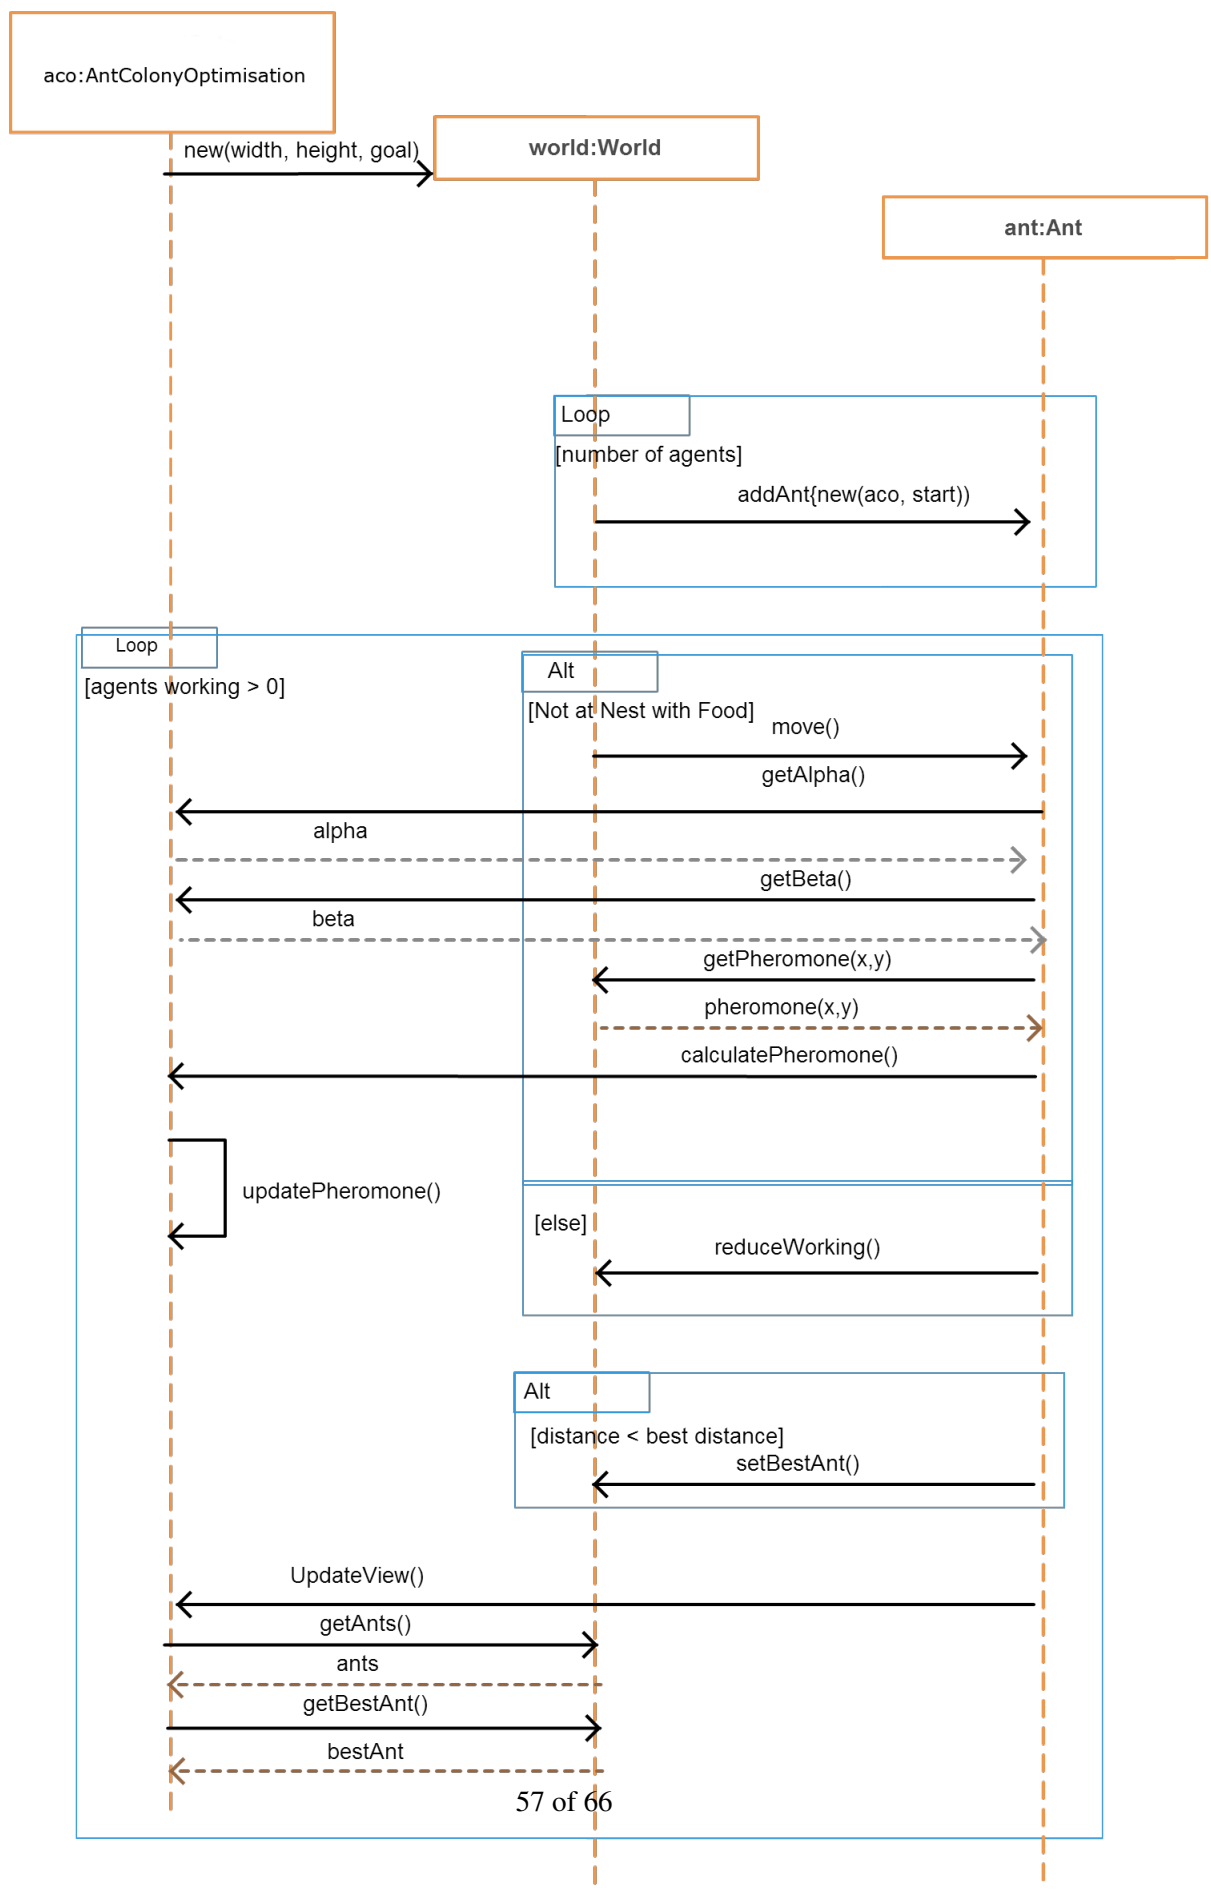 aco:AntColonyOptimisation
new(width, height, goal)
world:World
ant:Ant
Loop
[number of agents]
addAnt{new(aco, start))
Loop
[agents working > 0]
Alt
[Not at Nest with Food]
move()
getAlpha()
alpha
getBeta()
beta
getPheromone(x,y)
pheromone(x,y)
calculatePheromone()
updatePheromone()
[else]
reduceWorking()
Alt
[distance < best distance]
setBestAnt()
UpdateView()
getAnts()
ants
getBestAnt()
bestAnt
57 of 66